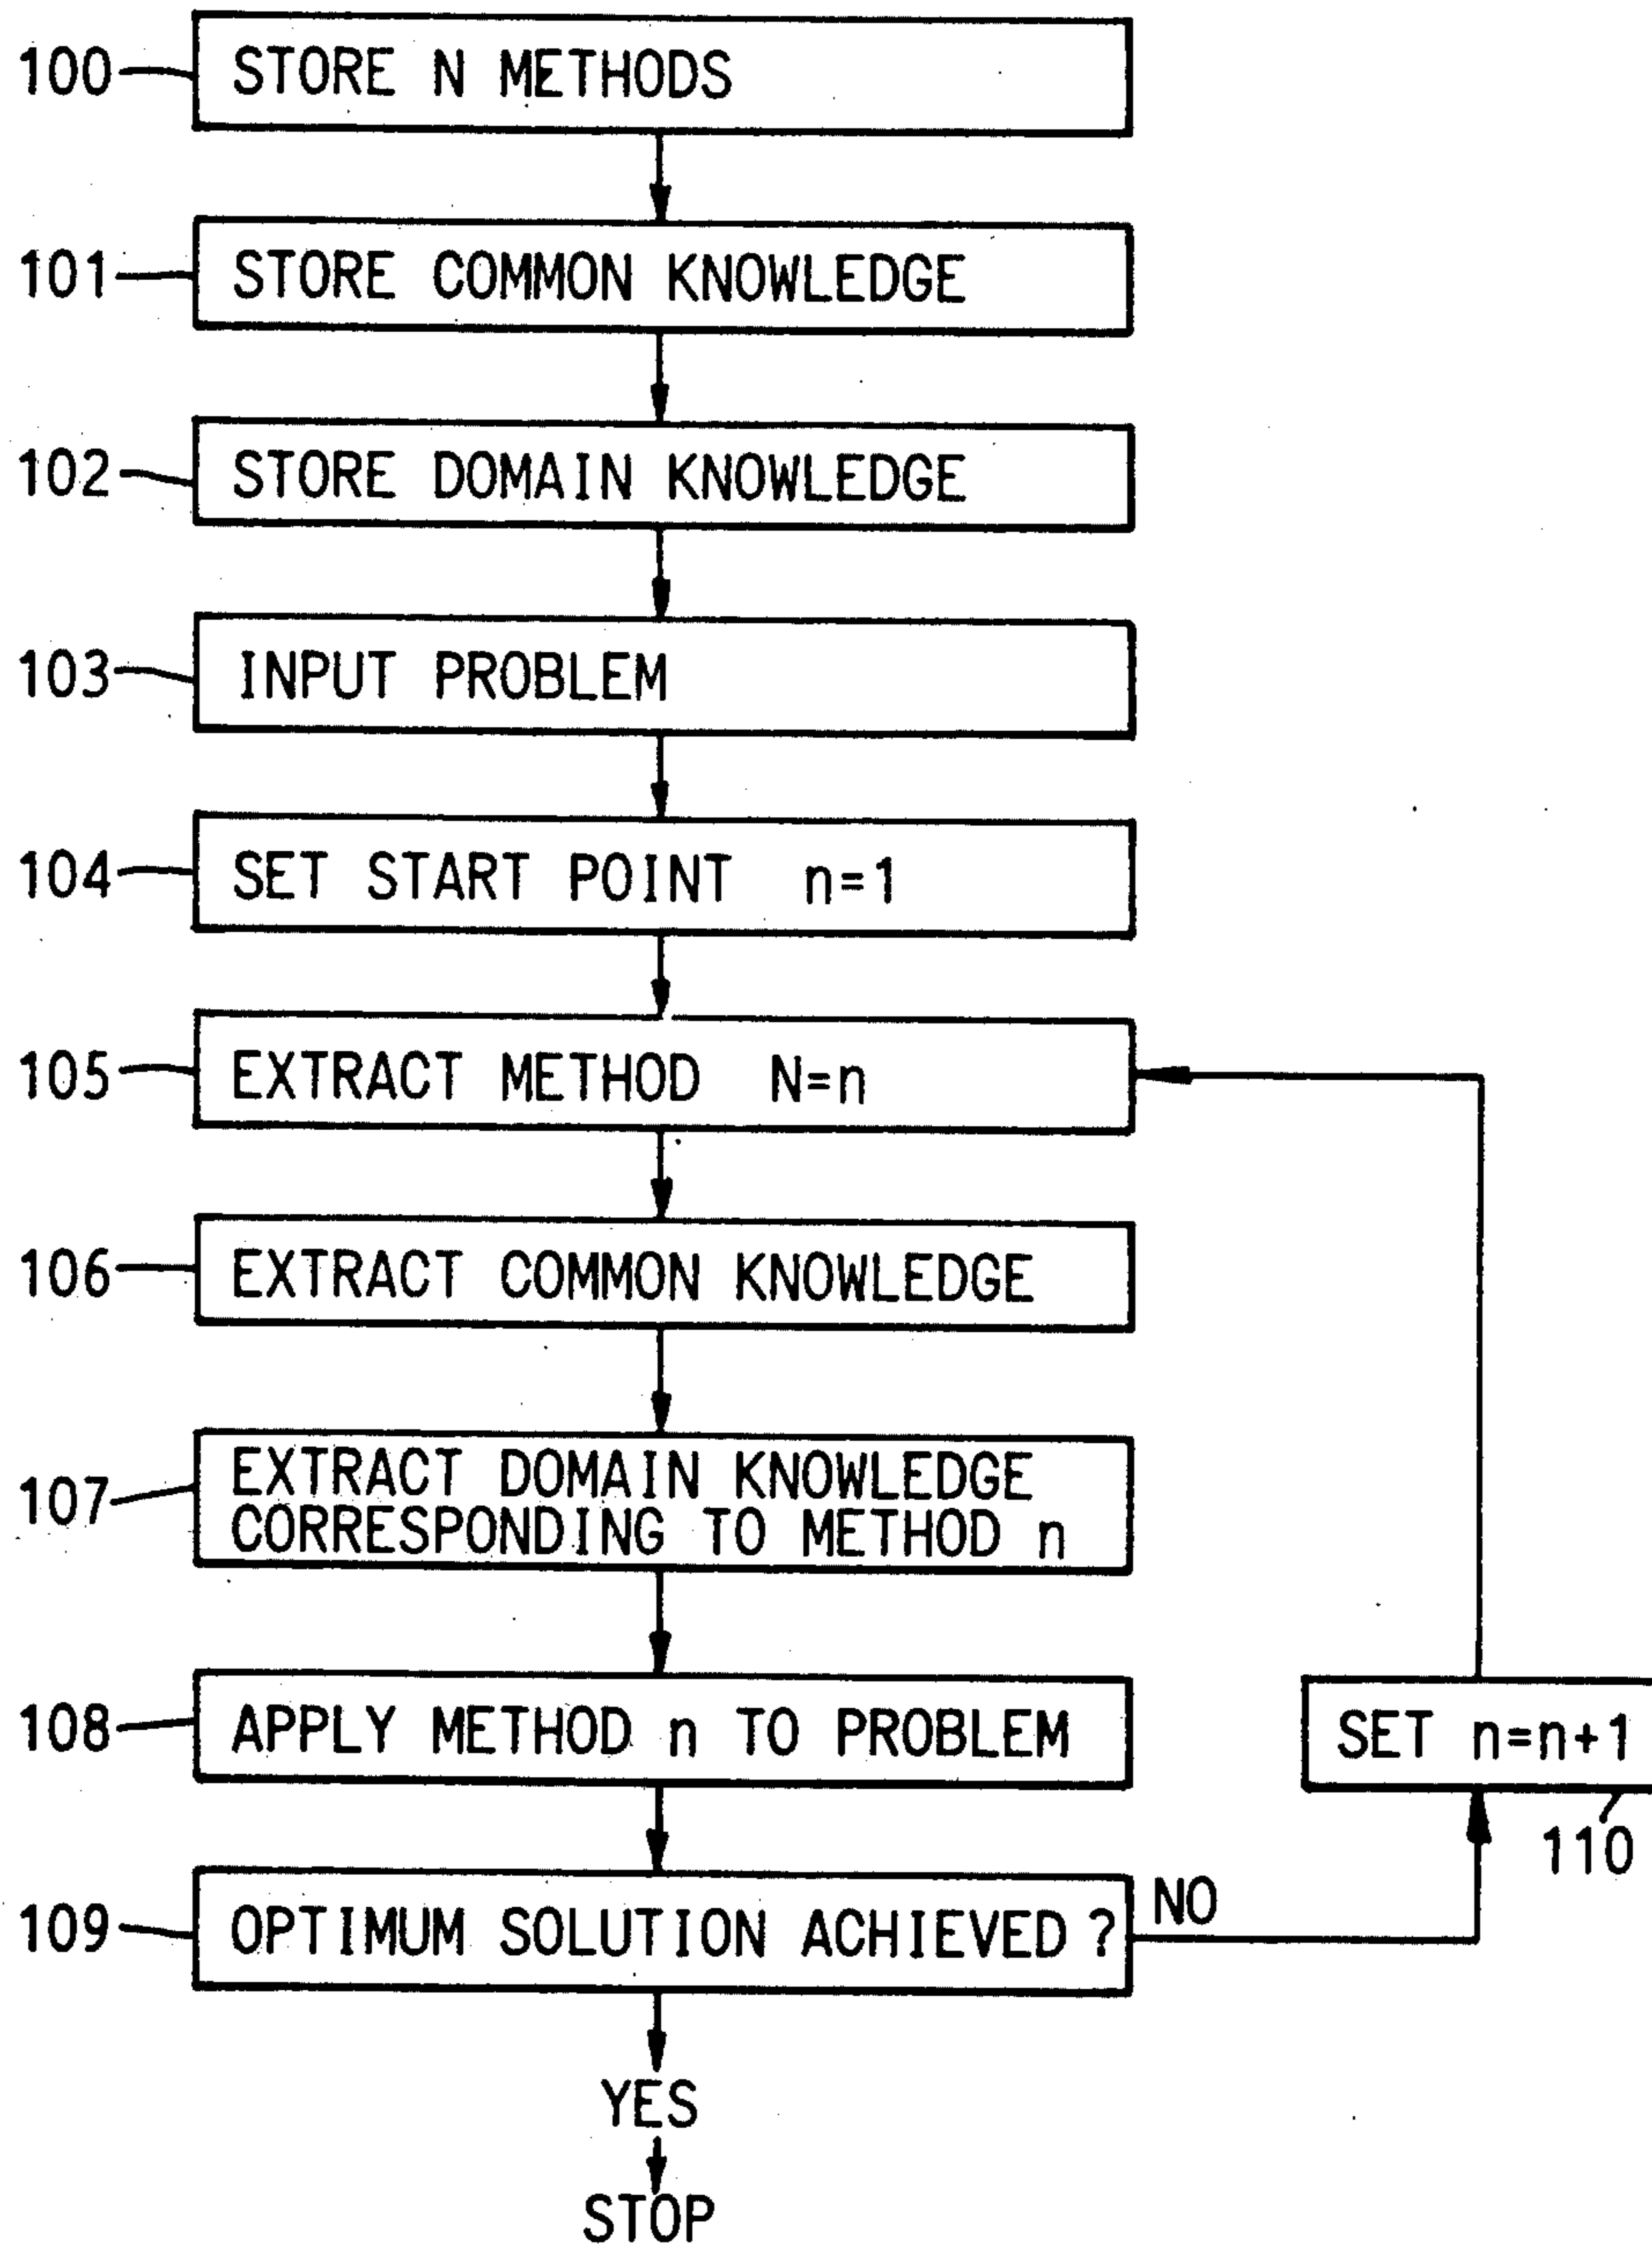 100 STORE N METHODS
101 STORE COMMON KNOWLEDGE
102 STORE DOMAIN KNOWLEDGE
103 INPUT PROBLEM
104 SET START POINT n=1
105 EXTRACT METHOD N=n
106 EXTRACT COMMON KNOWLEDGE
107 EXTRACT DOMAIN KNOWLEDGE
CORRESPONDING TO METHOD n
108 APPLY METHOD n TO PROBLEM
SET n=n+1
110
109 OPTIMUM SOLUTION ACHIEVED ? NO
YES
STOP